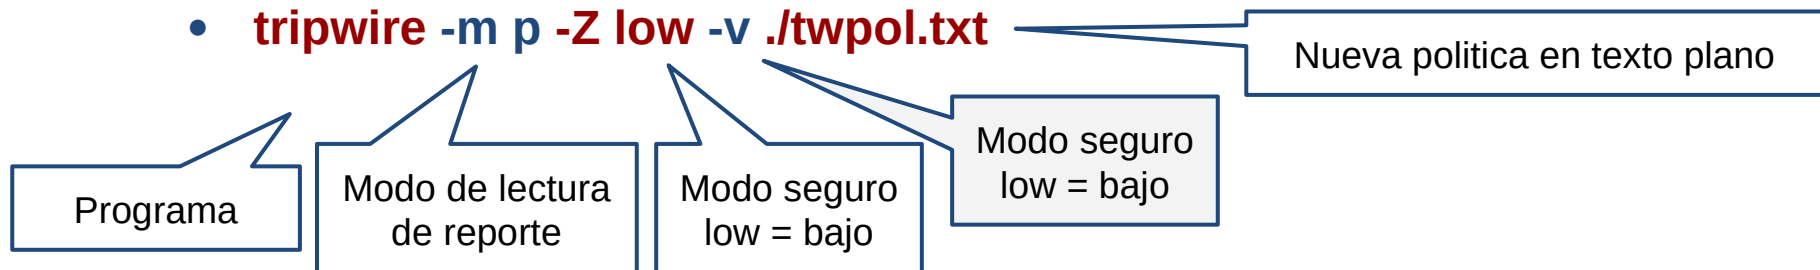 • tripwire -m p -Z low -v ./twpol.txt
Nueva politica en texto plano
Modo seguro
low = bajo
Programa
Modo de lectura
de reporte
Modo seguro
low = bajo